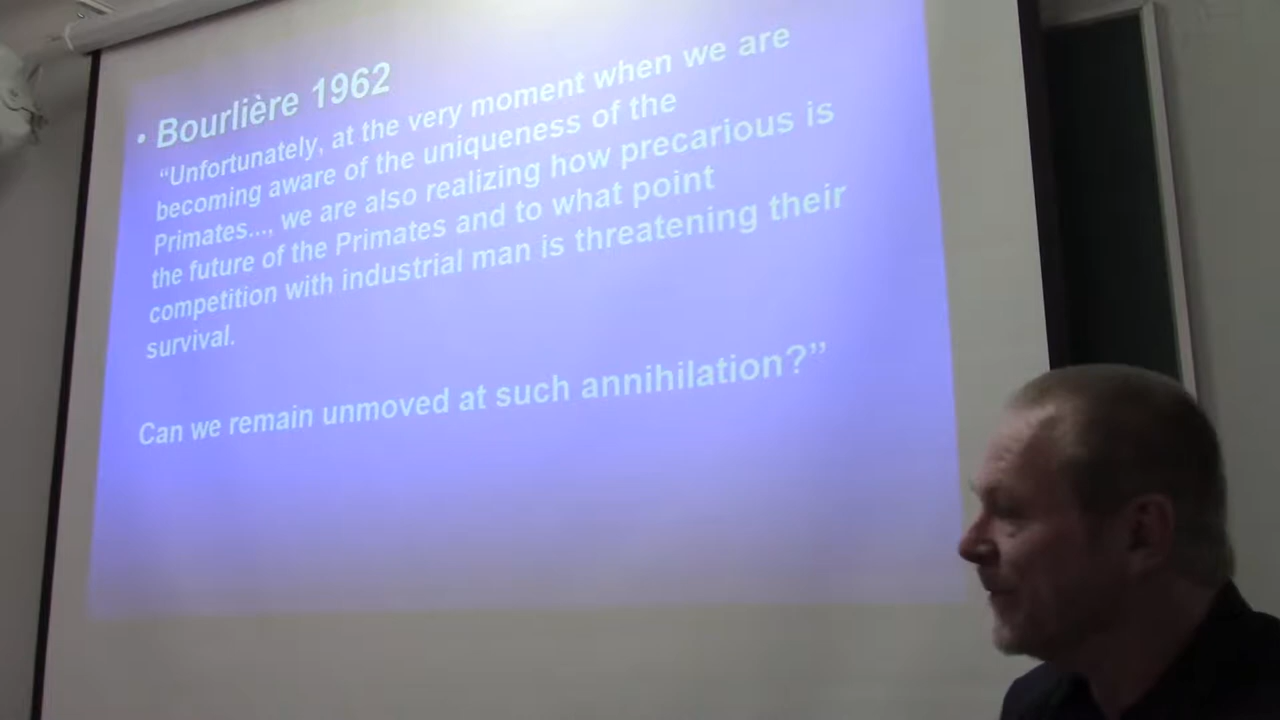 • Bourlière 1962
“Unfortunately, at the very moment when we are
becoming aware of the uniqueness of the
Primates..., we are also realizing how precarious is
the future of the Primates and to what point
competition with industrial man is threatening their
survival.
Can we remain unmoved at such annihilation?”